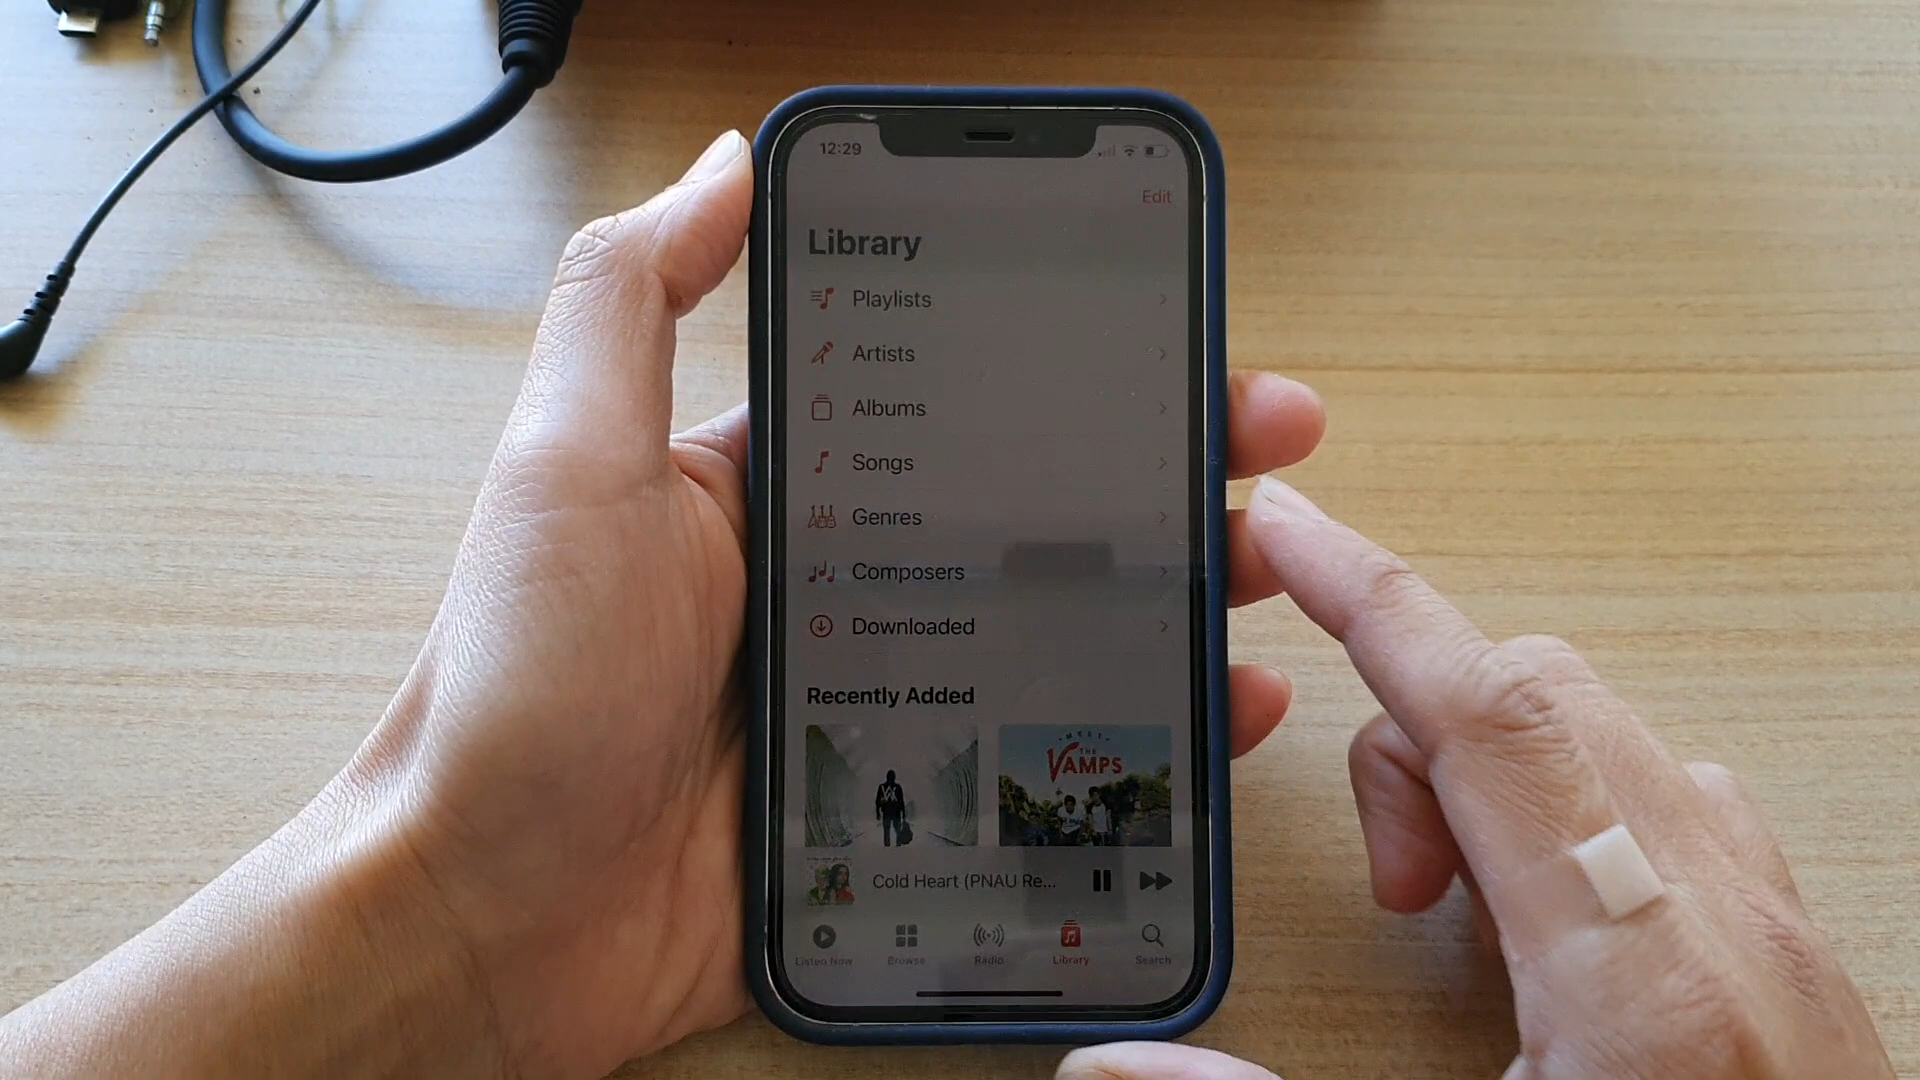 12:29
Edit
Library
Playlists
Artists
Albums
Songs
Genres
Composers
Downloaded
Recently Added
MEET
THE
VAMPS
Cold Heart (PNAU Re...
Listen Now
Browse
Radio
Library
Search